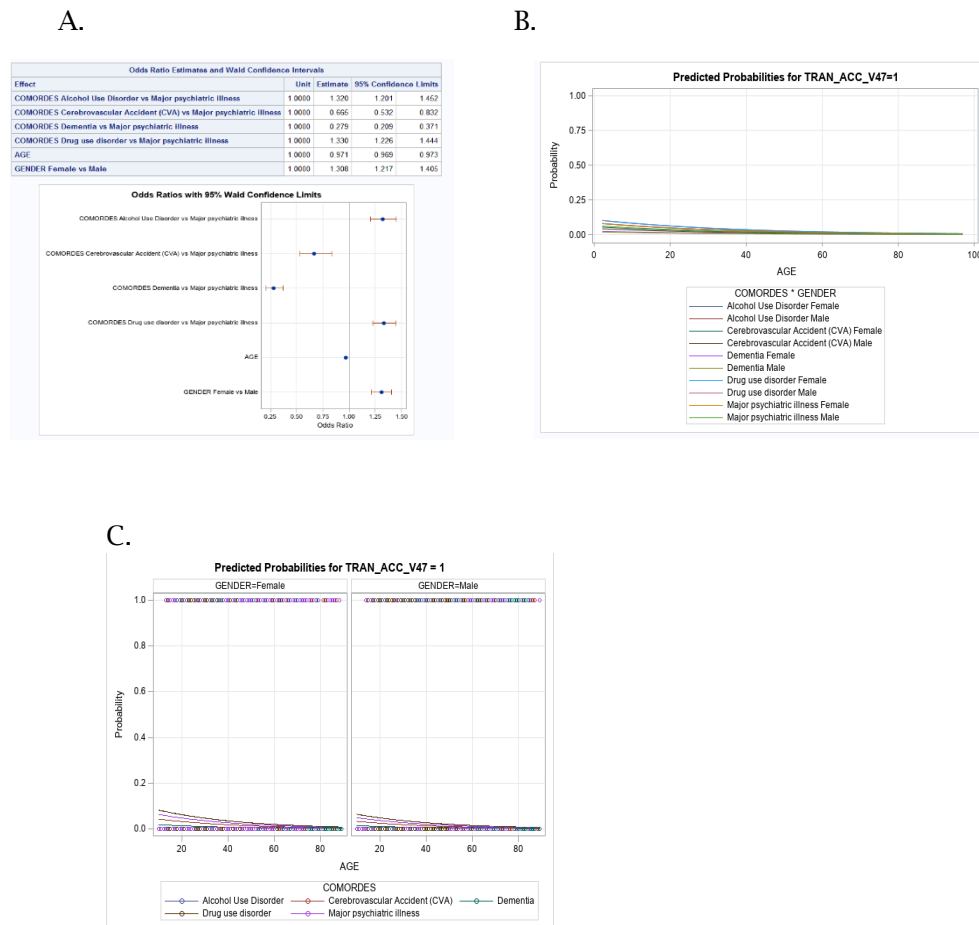 A.
Odds Ratio Estimates and Wald Confidence Intervals
Effect Unit Estimate 95% Confidence Limits
COMORDES Alcohol Use Disorder vs Major psychiatric illness 1.0000 1.320 1.201 1.452
COMORDES Cerebrovascular Accident (CVA) vs Major psychiatric illness 1.0000 0.665 0.532 0.832
COMORDES Dementia vs Major psychiatric illness 1.0000 0.279 0.209 0.371
COMORDES Drug use disorder vs Major psychiatric illness 1.0000 1.330 1.226 1.444
AGE 1.0000 0.971 0.969 0.973
GENDER Female vs Male 1.0000 1.308 1.217 1.405
Odds Ratios with 95% Wald Confidence Limits
COMORDES Alcohol Use Disorder vs Major psychiatric illness
COMORDES Cerebrovascular Accident (CVA) vs Major psychiatric illness
COMORDES Dementia vs Major psychiatric illness
COMORDES Drug use disorder vs Major psychiatric illness
AGE
GENDER Female vs Male
0.25 0.50 0.75 1.00 1.25 1.50
Odds Ratio
B.
Predicted Probabilities for TRAN_ACC_V47=1
1.00
0.75
0.50
0.25
0.00
Probability
0 20 40 60 80 100
AGE
COMORDES * GENDER
Alcohol Use Disorder Female
Alcohol Use Disorder Male
Cerebrovascular Accident (CVA) Female
Cerebrovascular Accident (CVA) Male
Dementia Female
Dementia Male
Drug use disorder Female
Drug use disorder Male
Major psychiatric illness Female
Major psychiatric illness Male
C.
Predicted Probabilities for TRAN_ACC_V47 = 1
GENDER=Female GENDER=Male
1.0
0.8
0.6
0.4
0.2
0.0
Probability
20 40 60 80 20 40 60 80
AGE
COMORDES
Alcohol Use Disorder Cerebrovascular Accident (CVA) Dementia
Drug use disorder Major psychiatric illness